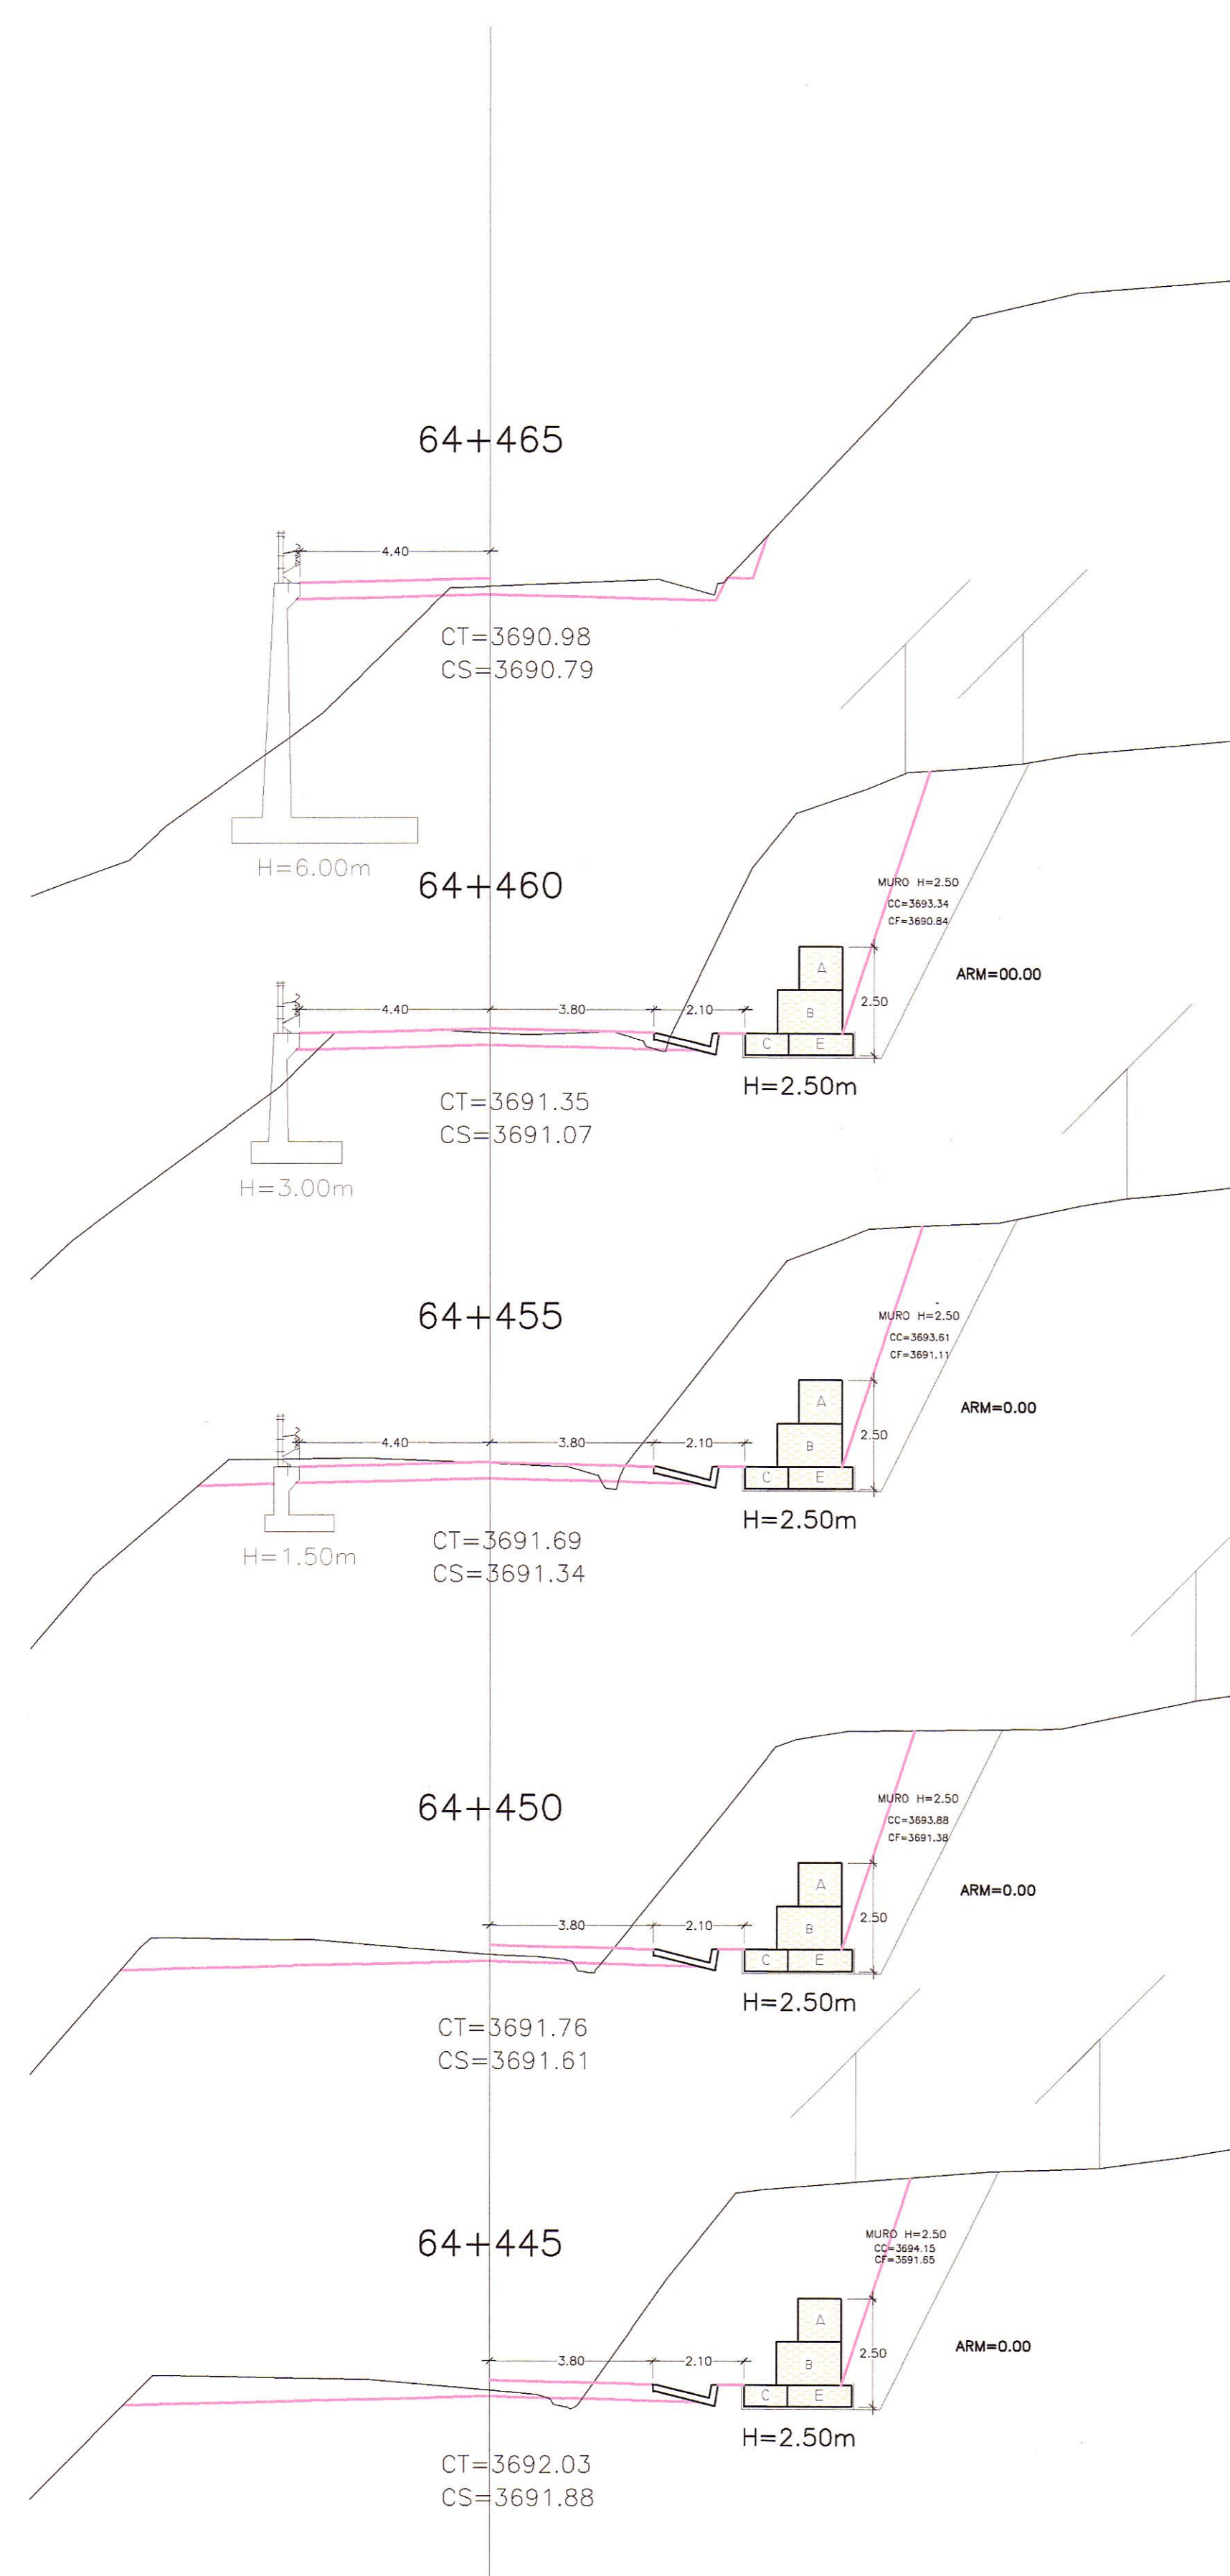 64+465
4.40
CT=3690.98
CS=3690.79
H=6.00m
64+460
MURO H=2.50
CC=3693.34
CF=3690.84
A
ARM=00.00
2.50
4.40 3.80 2.10
B
C E
H=2.50m
CT=3691.35
CS=3691.07
H=3.00m
64+455
MURO H=2.50
CC=3693.61
CF=3691.11
A
ARM=0.00
2.50
4.40 3.80 2.10
B
C E
H=2.50m
CT=3691.69
CS=3691.34
H=1.50m
64+450
MURO H=2.50
CC=3693.88
CF=3691.38
A
ARM=0.00
2.50
3.80 2.10
B
C E
H=2.50m
CT=3691.76
CS=3691.61
64+445
MURO H=2.50
CC=3694.15
CF=3691.65
A
ARM=0.00
2.50
3.80 2.10
B
C E
H=2.50m
CT=3692.03
CS=3691.88